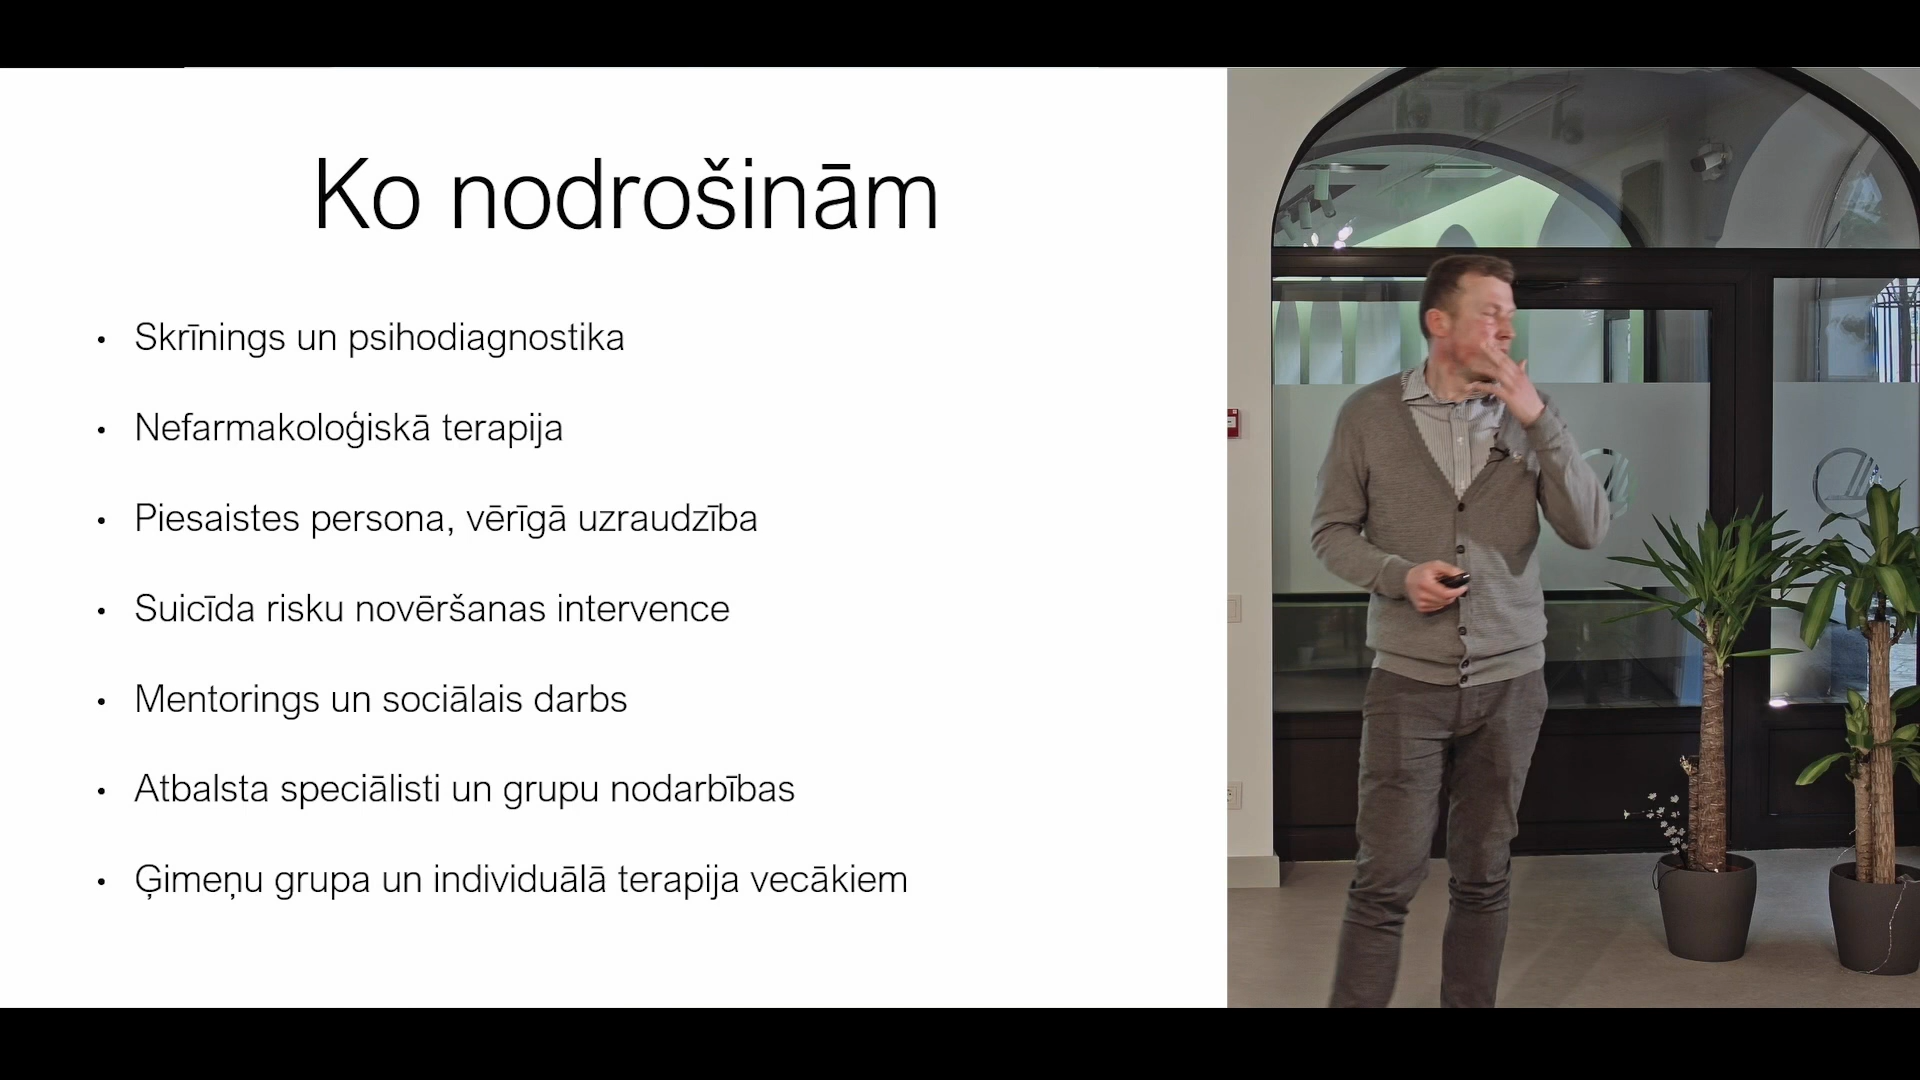 Ko nodrošinām
• Skrīnings un psihodiagnostika
• Nefarmakoloģiskā terapija
• Piesaistes persona, vērīgā uzraudzība
• Suicīda risku novēršanas intervence
• Mentorings un sociālais darbs
• Atbalsta speciālisti un grupu nodarbības
• Ģimeņu grupa un individuālā terapija vecākiem